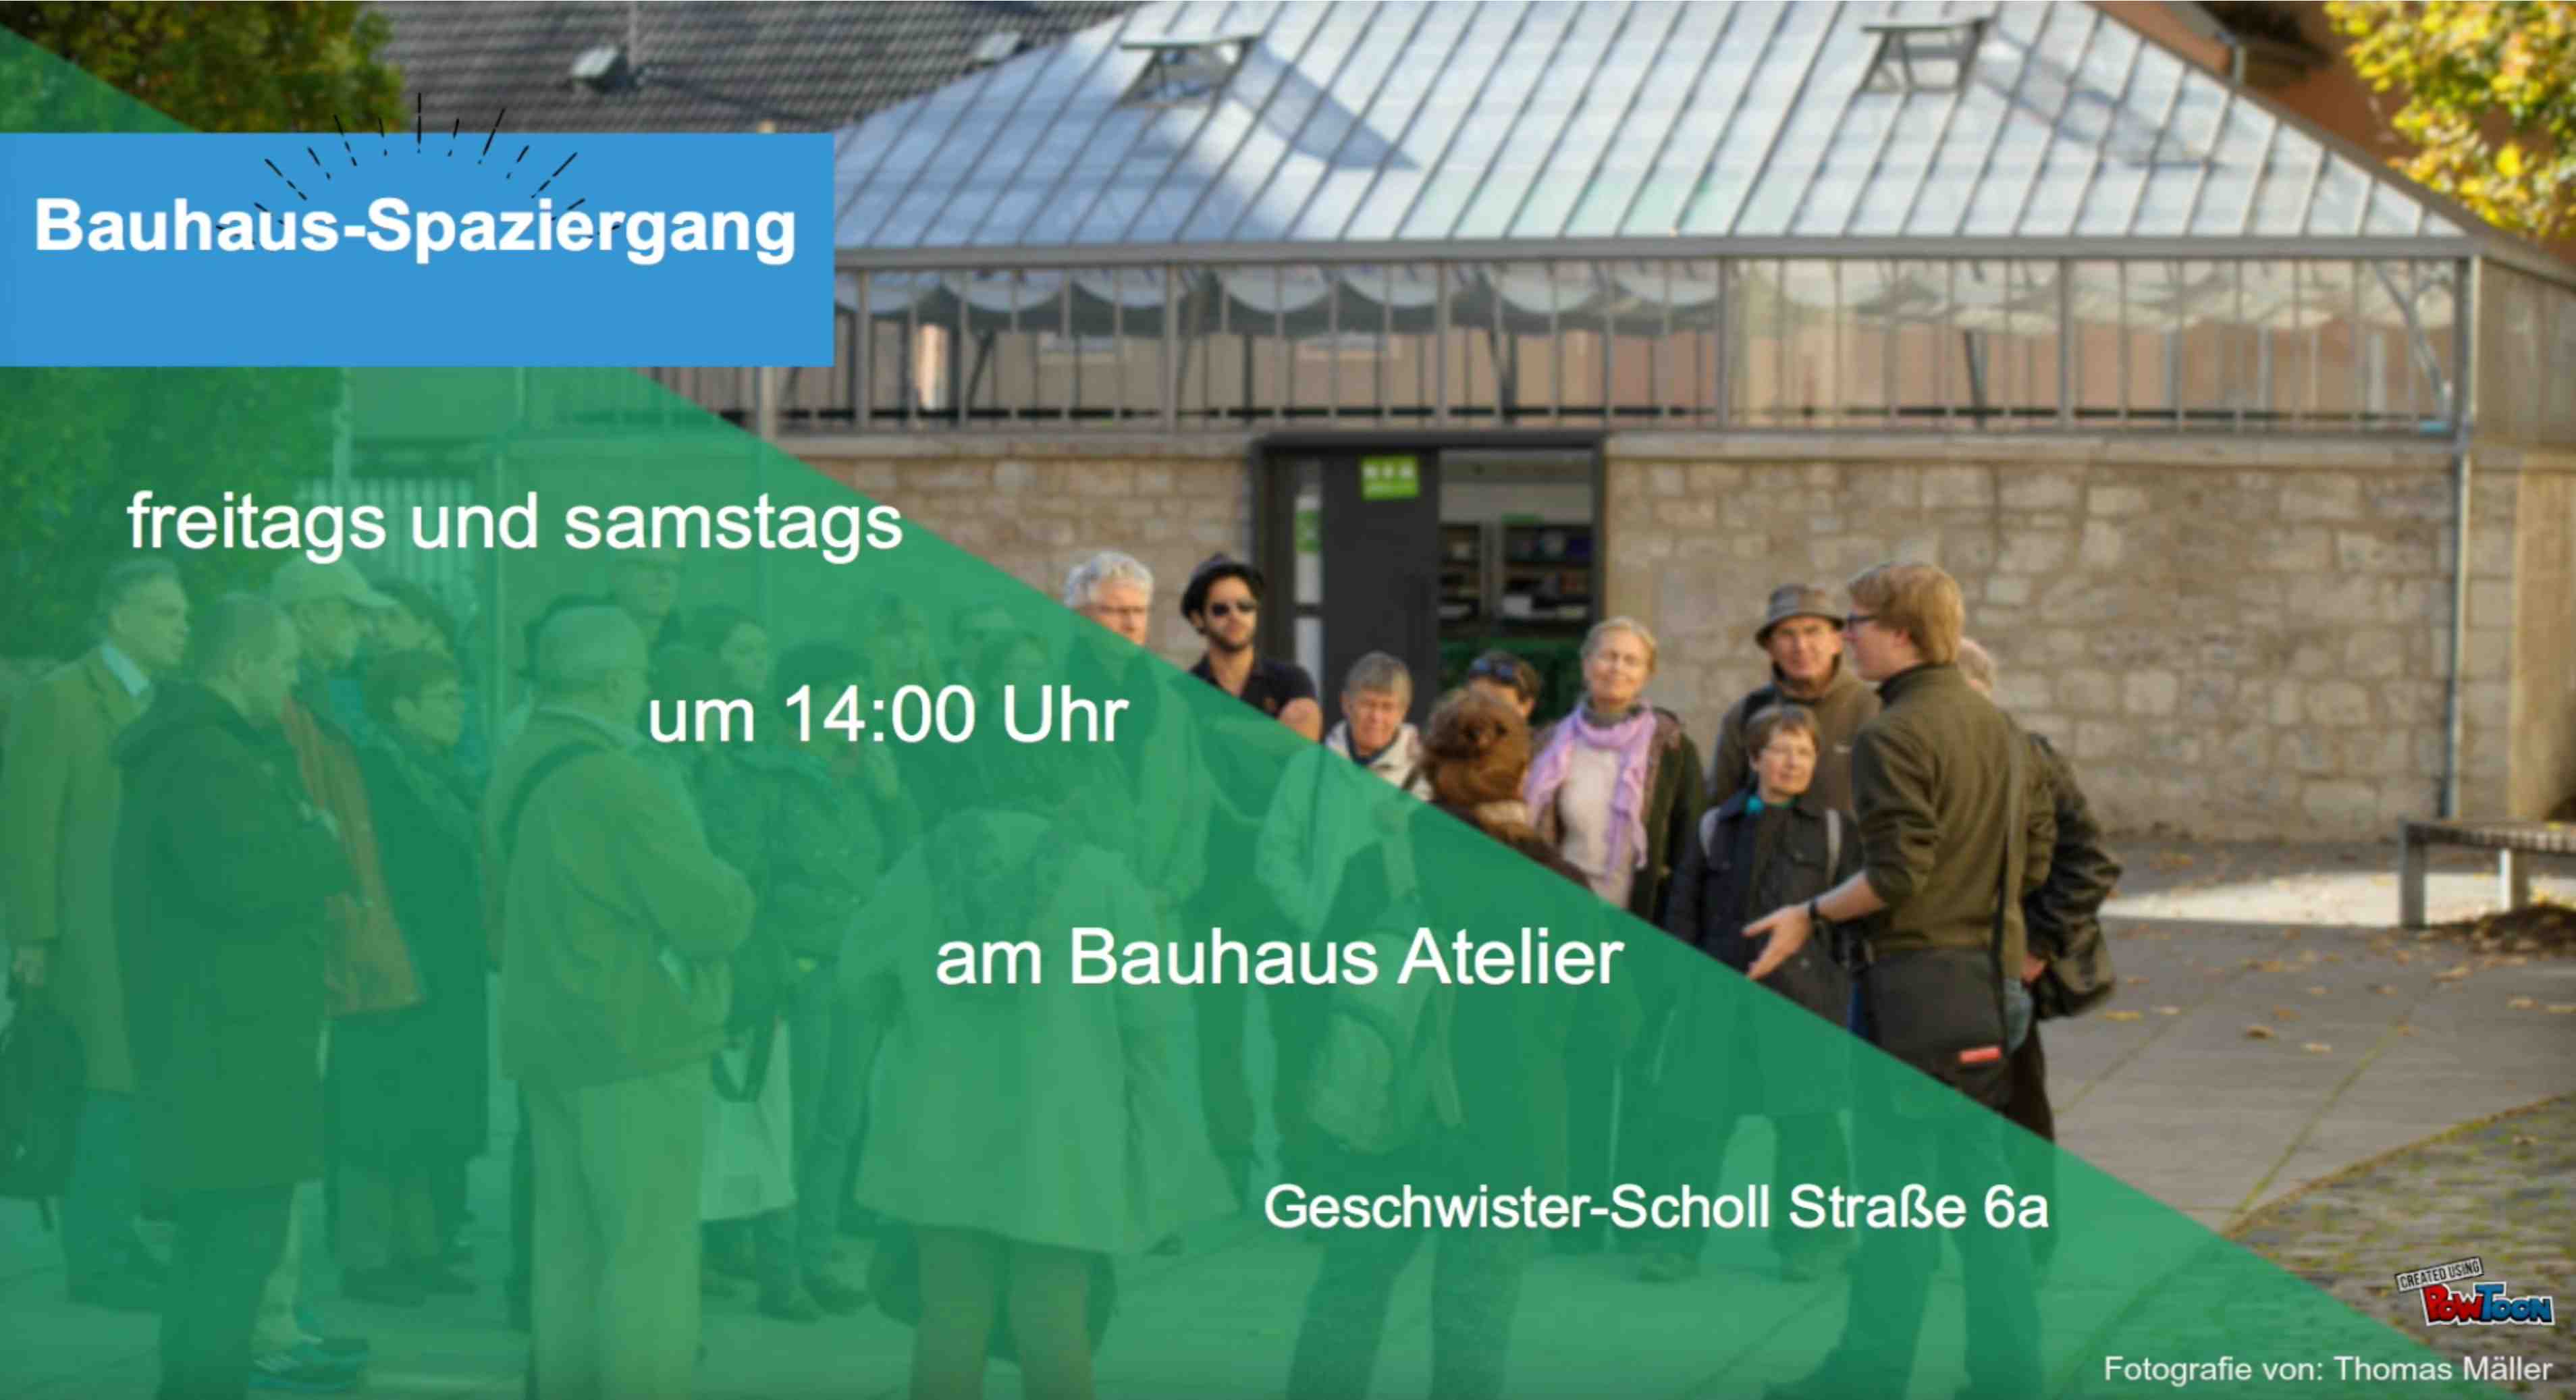 Bauhaus-Spaziergang
freitags und samstags
um 14:00 Uhr
am Bauhaus Atelier
Geschwister-Scholl Straße 6a
CREATED USING
POWTOON
Fotografie von: Thomas Mäller